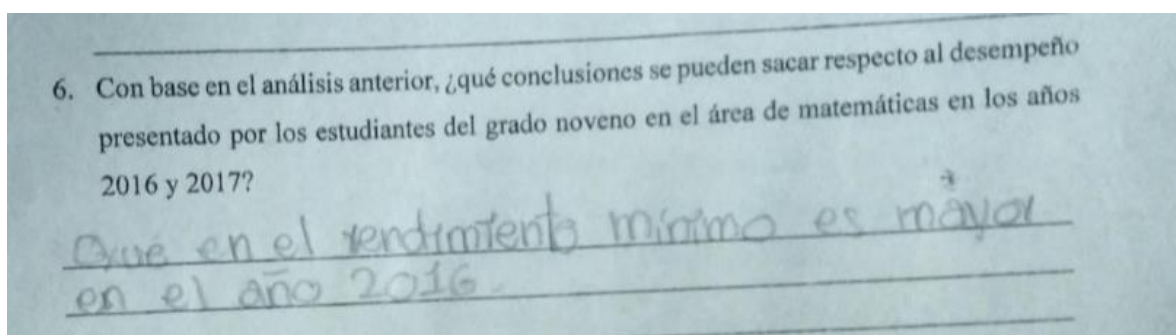 6. Con base en el análisis anterior, ¿qué conclusiones se pueden sacar respecto al desempeño
presentado por los estudiantes del grado noveno en el área de matemáticas en los años
2016 y 2017?
Que en el rendimiento minimo es mayor
en el año 2016.